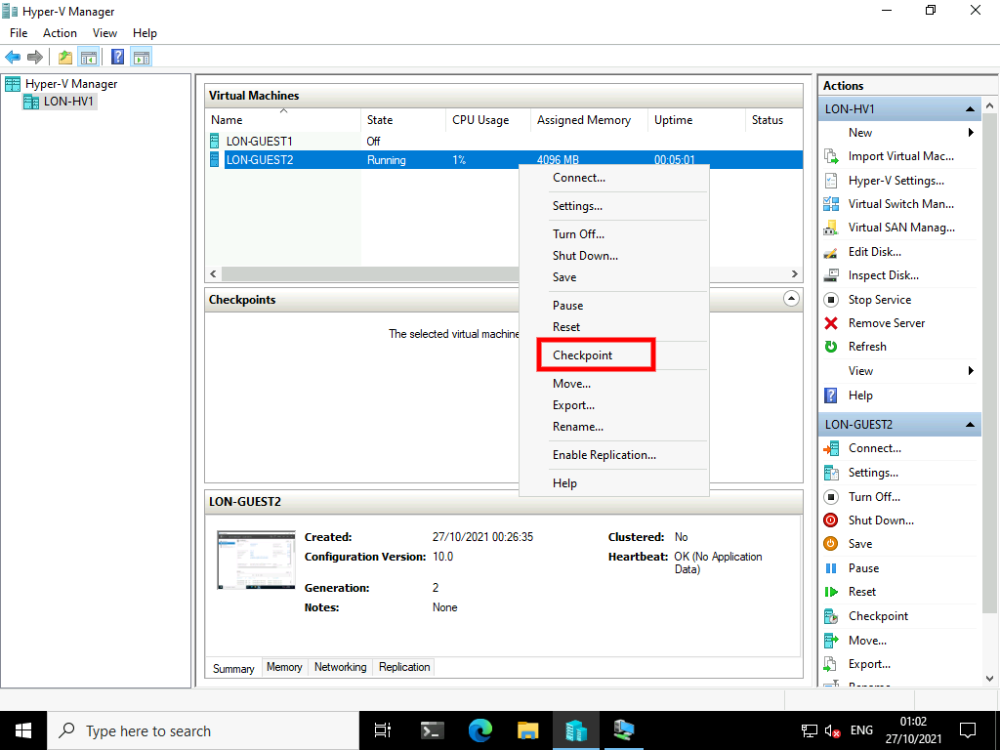 Hyper-V Manager
File Action View Help
Hyper-V Manager
LON-HV1
Virtual Machines
Name State CPU Usage Assigned Memory Uptime Status
LON-GUEST1 Off
LON-GUEST2 Running 1% 4096 MB 00:05:01
Connect...
Settings...
Turn Off...
Shut Down...
Save
Pause
Reset
Checkpoint
Move...
Export...
Rename...
Enable Replication...
Help
Checkpoints
The selected virtual machine
LON-GUEST2
Created: 27/10/2021 00:26:35
Configuration Version: 10.0
Generation: 2
Notes: None
Clustered: No
Heartbeat: OK (No Application
Data)
Summary Memory Networking Replication
Actions
LON-HV1
New
Import Virtual Mac...
Hyper-V Settings...
Virtual Switch Man...
Virtual SAN Manag...
Edit Disk...
Inspect Disk...
Stop Service
Remove Server
Refresh
View
Help
LON-GUEST2
Connect...
Settings...
Turn Off...
Shut Down...
Save
Pause
Reset
Checkpoint
Move...
Export...
Rename...
Type here to search
ENG
01:02
27/10/2021